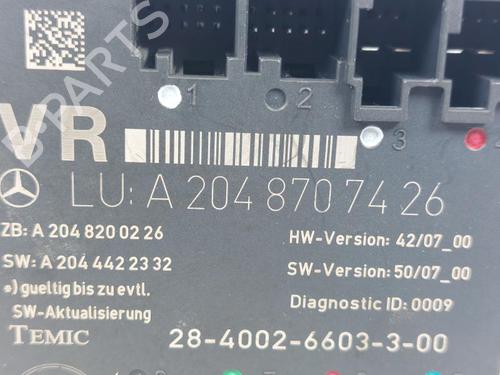 B-PARTS
1
2
3
VR
LU: A 204 870 74 26
ZB: A 204 820 02 26
HW-Version: 42/07_00
SW: A 204 442 23 32
SW-Version: 50/07_00
*) gueltig bis zu evtl.
SW-Aktualisierung
Diagnostic ID: 0009
TEMIC
28-4002-6603-3-00